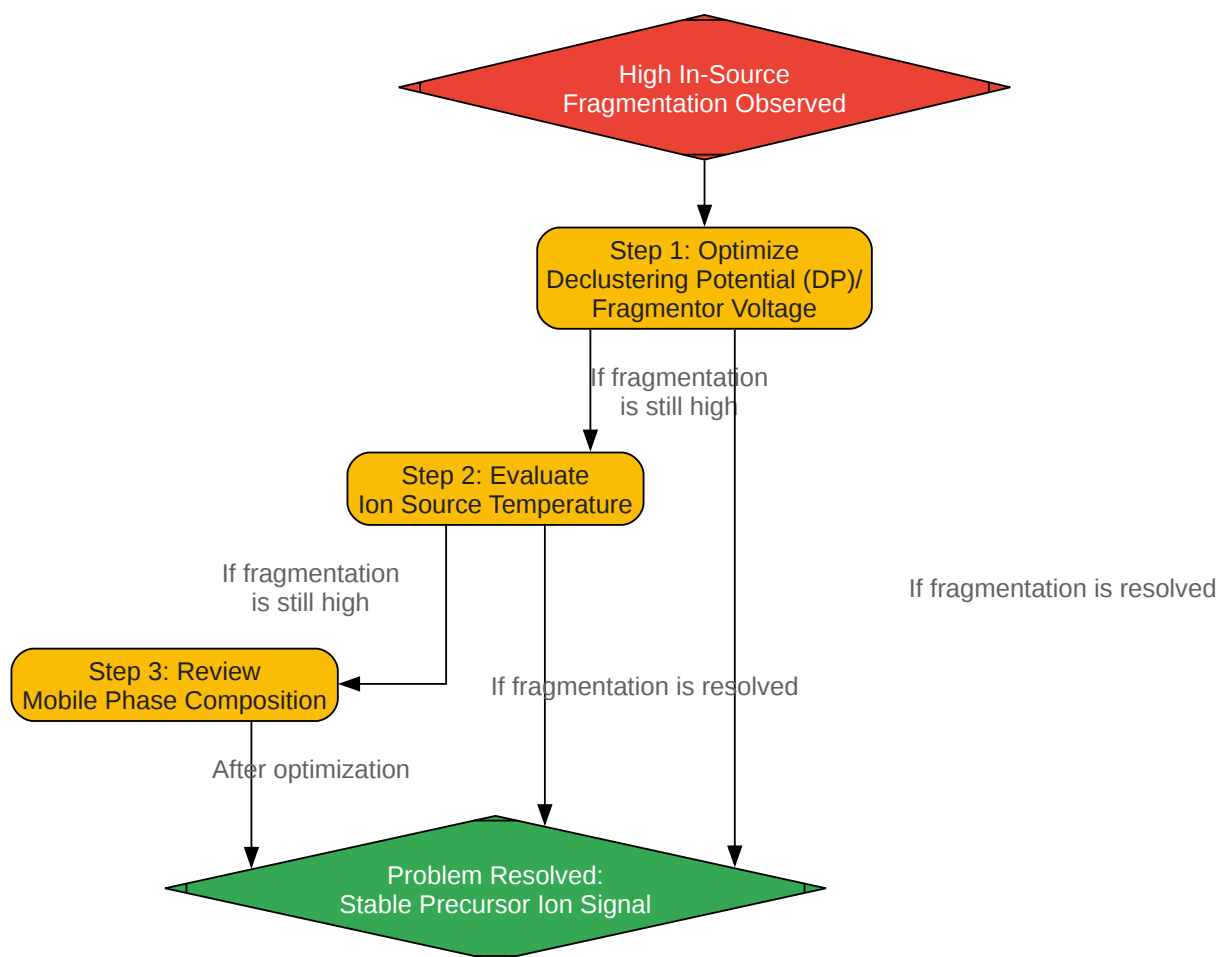 High In-Source
Fragmentation Observed
Step 1: Optimize
Declustering Potential (DP)/
Fragmentor Voltage
If fragmentation
is still high
Step 2: Evaluate
Ion Source Temperature
If fragmentation
is still high
If fragmentation is resolved
Step 3: Review
Mobile Phase Composition
If fragmentation is resolved
After optimization
Problem Resolved:
Stable Precursor Ion Signal